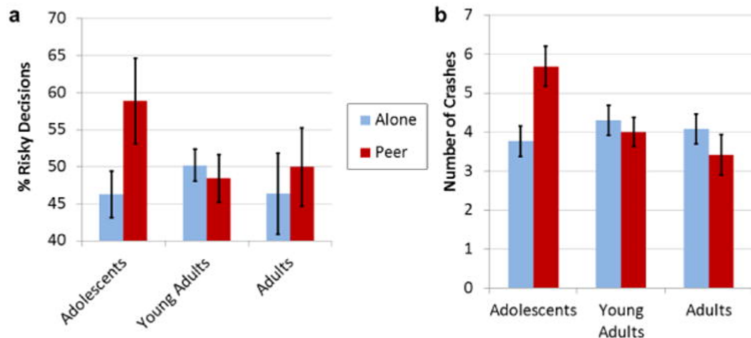 a
70
65
60
55
50
45
40
% Risky Decisions
Adolescents
Young Adults
Adults
Alone
Peer
b
7
6
5
4
3
2
1
0
Number of Crashes
Adolescents
Young
Adults
Adults